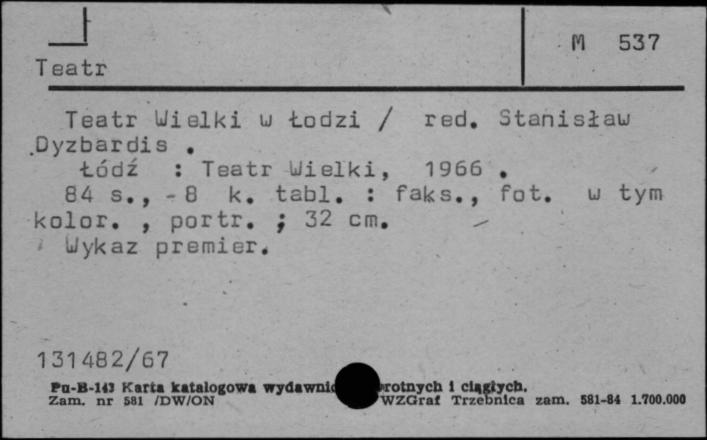 M 537
Teatr
Teatr Wielki w Łodzi / red. Stanisław
Dyzbardis .
Łódź : Teatr Wielki, 1966 .
84 s., - 8 k. tabl. : faks., fot. w tym
kolor. , portr. ; 32 cm.
Wykaz premier.
131482/67
Pu-B-143 Karta katalogowa i ciągłych.
Zam. nr 581 /DW/ON WZGraf Trzebnica zam. 581-84 1.700.000